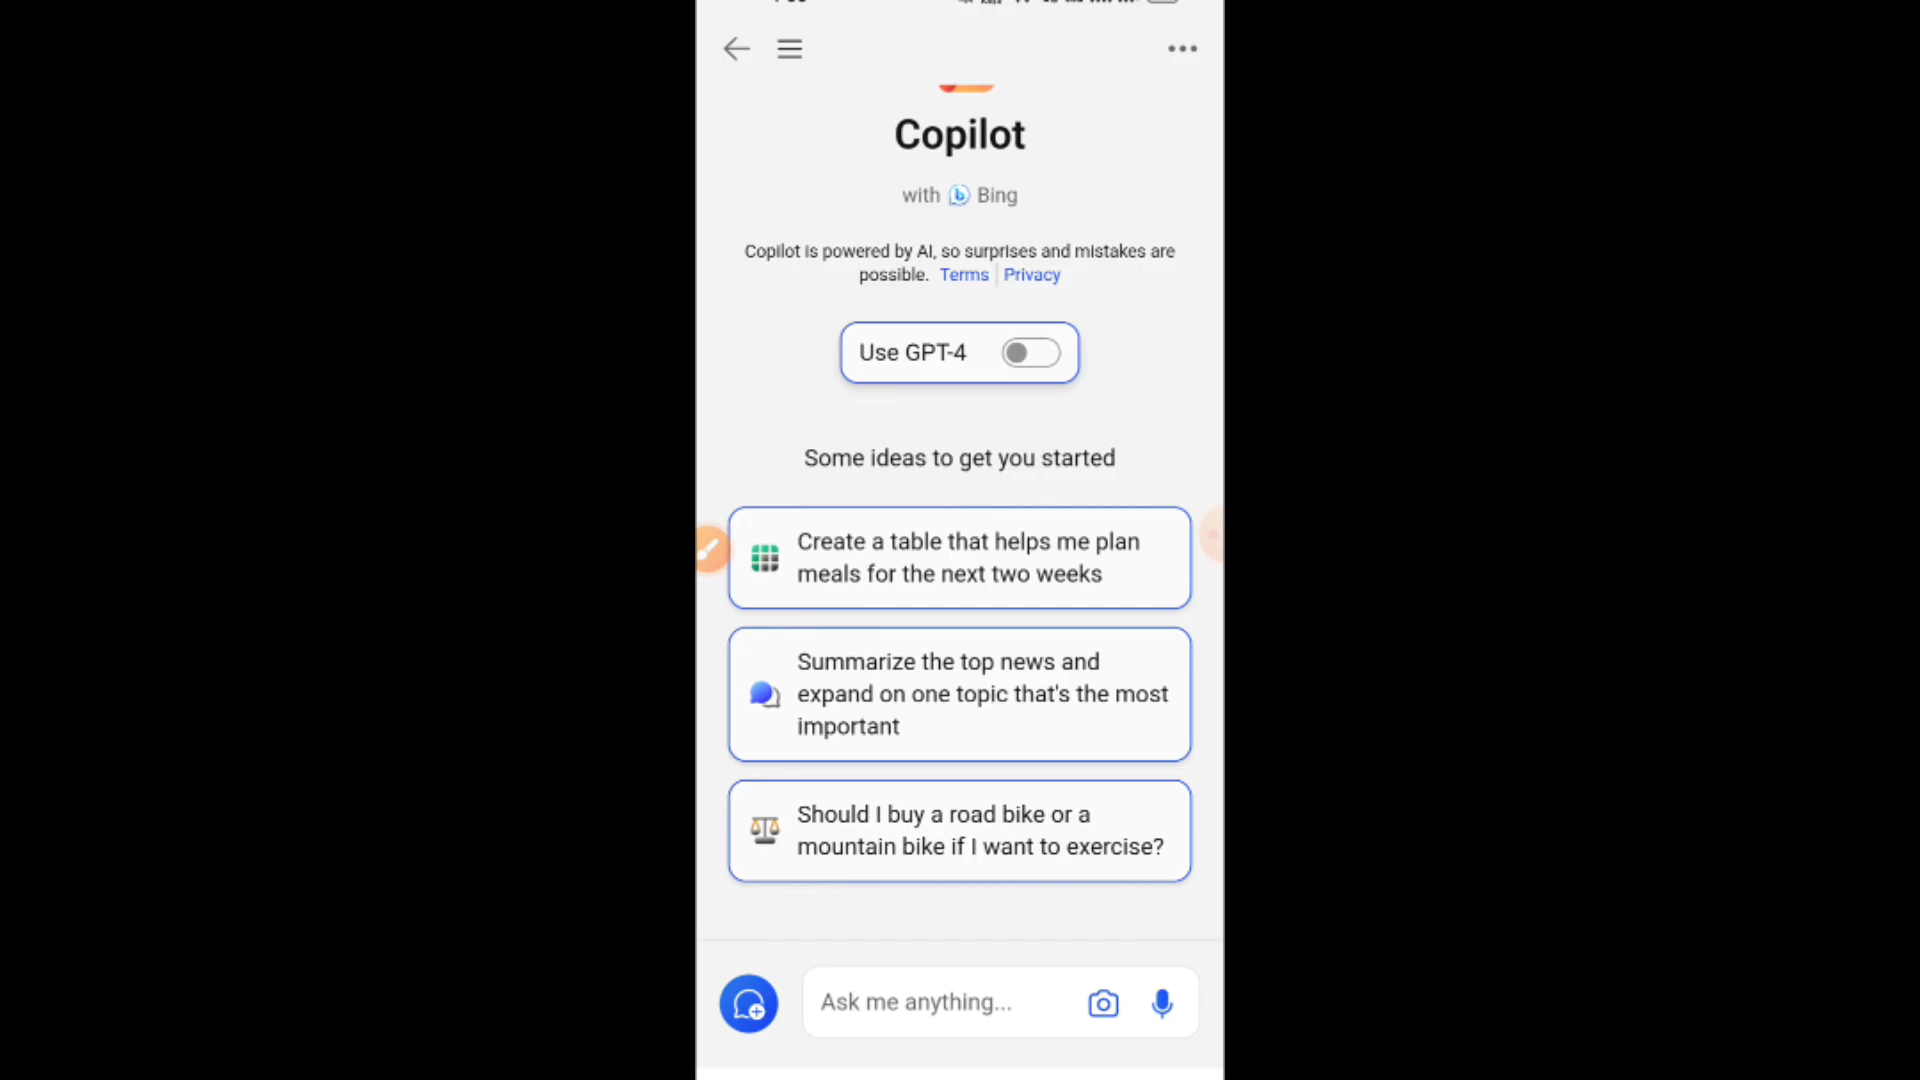 Copilot
with Bing
Copilot is powered by AI, so surprises and mistakes are
possible. Terms | Privacy
Use GPT-4
Some ideas to get you started
Create a table that helps me plan
meals for the next two weeks
Summarize the top news and
expand on one topic that's the most
important
Should I buy a road bike or a
mountain bike if I want to exercise?
Ask me anything...